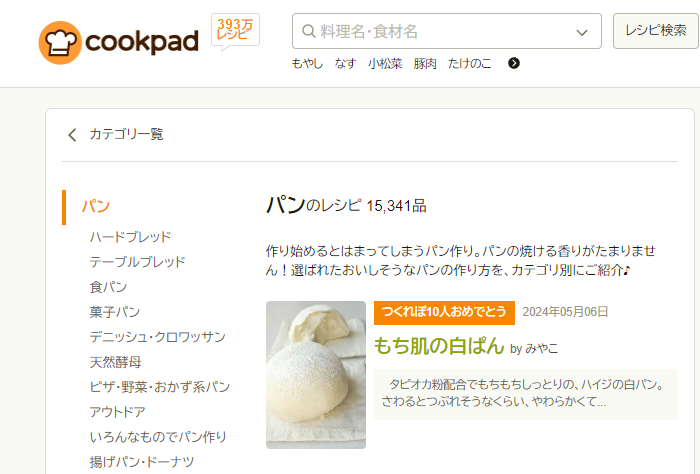 cookpad
393万
レシピ
料理名・食材名
レシピ検索
もやし なす 小松菜 豚肉 たけのこ
カテゴリ一覧
パン
ハードブレッド
テーブルブレッド
食パン
菓子パン
デニッシュ・クロワッサン
天然酵母
ピザ・野菜・おかず系パン
アウトドア
いろんなものでパン作り
揚げパン・ドーナツ
パンのレシピ 15,341品
作り始めるとはまってしまうパン作り。パンの焼ける香りがたまりませ
ん！選ばれたおいしそうなパンの作り方を、カテゴリ別にご紹介♪
つくれぽ10人おめでとう 2024年05月06日
もち肌の白ぱん by みやこ
タピオカ粉配合でもちもちしっとりの、ハイジの白パン。
さわるとつぶれそうなくらい、やわらかくて...